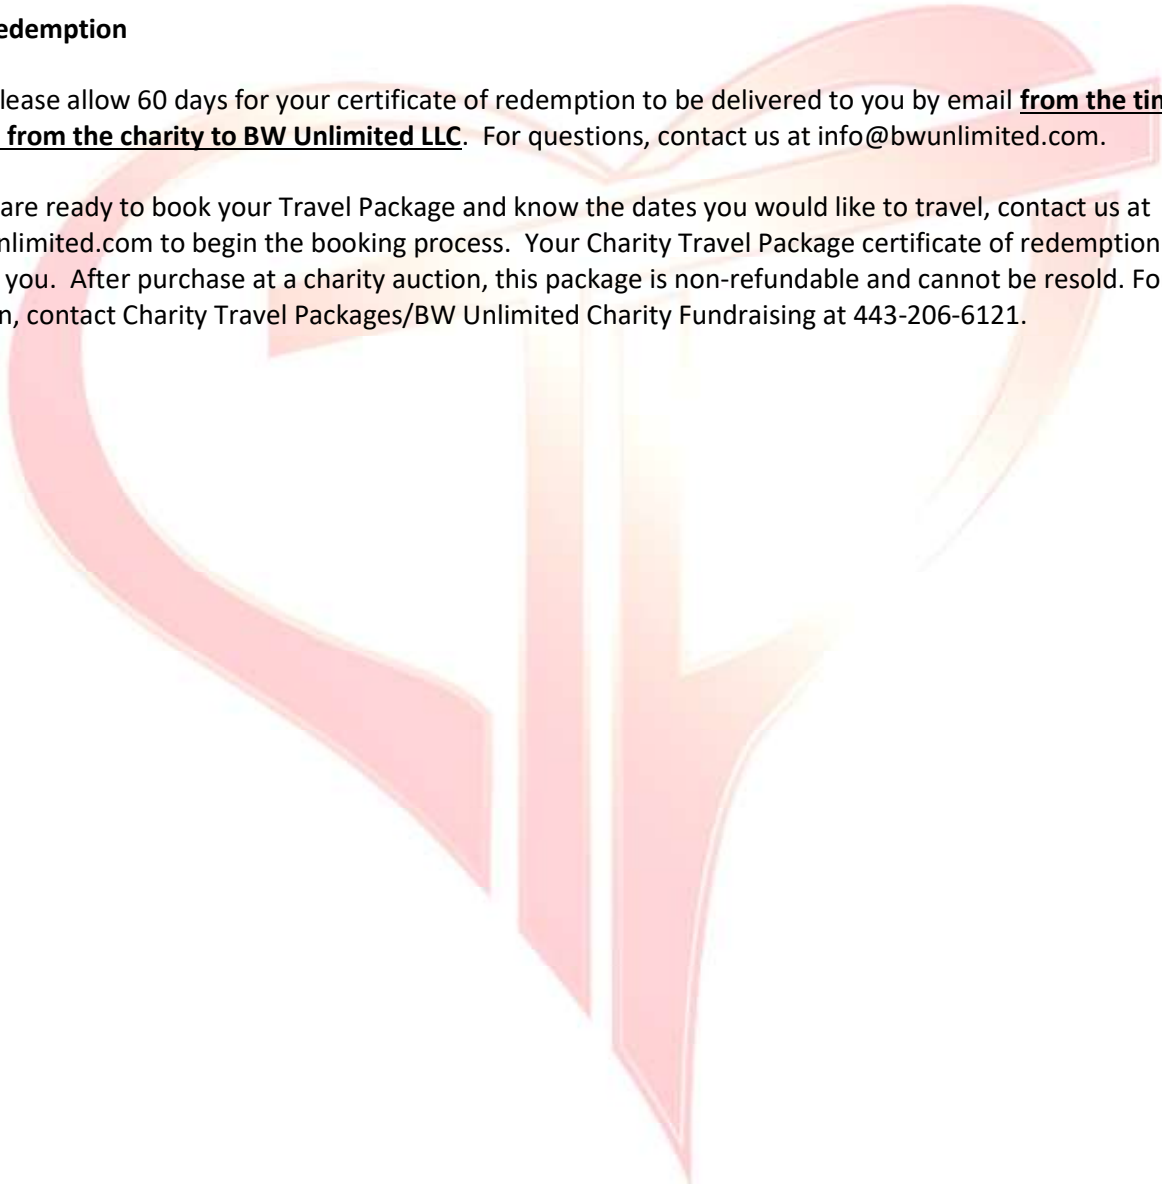 edemption
lease allow 60 days for your certificate of redemption to be delivered to you by email from the tin
from the charity to BW Unlimited LLC. For questions, contact us at info@bwunlimited.com.
are ready to book your Travel Package and know the dates you would like to travel, contact us at
nlimited.com to begin the booking process. Your Charity Travel Package certificate of redemption
you. After purchase at a charity auction, this package is non-refundable and cannot be resold. Fo
n, contact Charity Travel Packages/BW Unlimited Charity Fundraising at 443-206-6121.